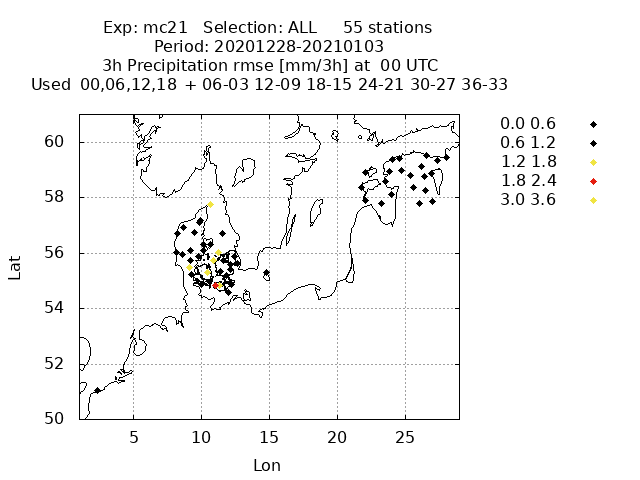 Exp: mc21 Selection: ALL 55 stations
Period: 20201228-20210103
3h Precipitation rmse [mm/3h] at 00 UTC
Used 00,06,12,18 + 06-03 12-09 18-15 24-21 30-27 36-33
0.0 0.6
0.6 1.2
1.2 1.8
1.8 2.4
3.0 3.6
60
58
56
54
52
50
Lat
5 10 15 20 25
Lon